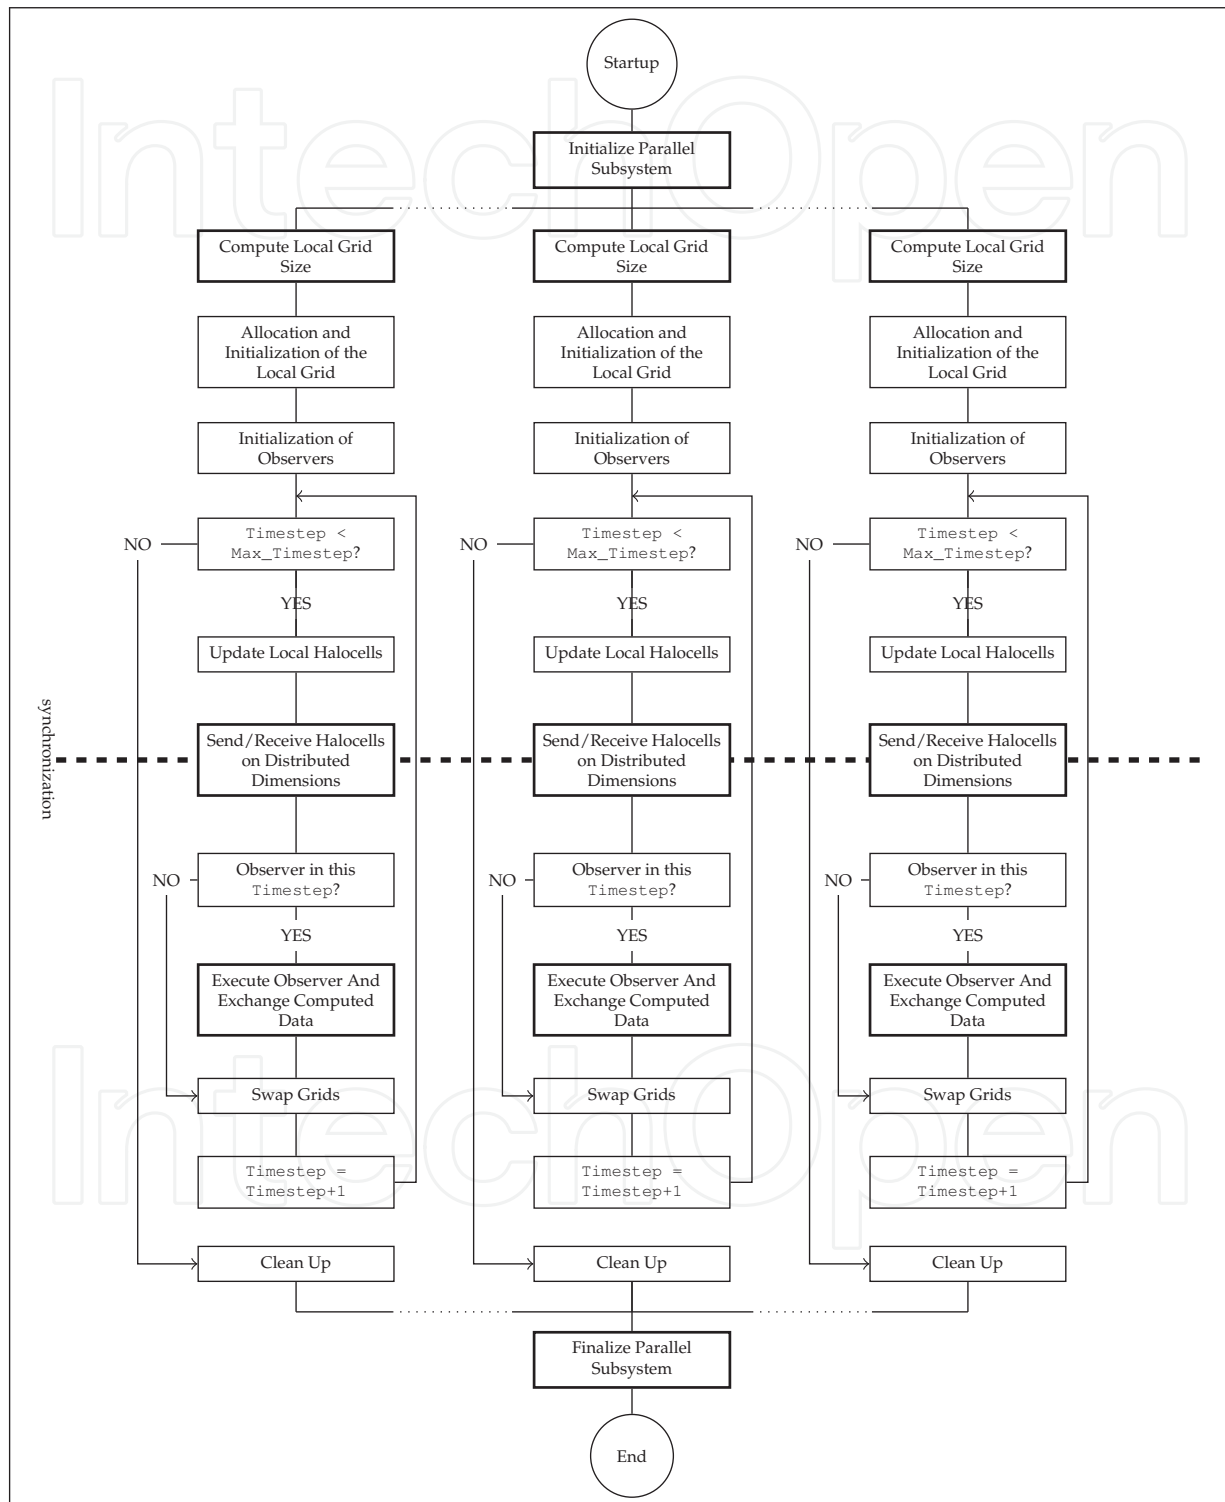 IntechOpen
Startup
Initialize Parallel
Subsystem
Compute Local Grid
Size
Compute Local Grid
Size
Compute Local Grid
Size
Allocation and
Initialization of the
Local Grid
Allocation and
Initialization of the
Local Grid
Allocation and
Initialization of the
Local Grid
Initialization of
Observers
Initialization of
Observers
Initialization of
Observers
NO
Timestep <
Max_Timestep?
NO
Timestep <
Max_Timestep?
NO
Timestep <
Max_Timestep?
YES
YES
YES
Update Local Halocells
Update Local Halocells
Update Local Halocells
synchronization
Send/Receive Halocells
on Distributed
Dimensions
Send/Receive Halocells
on Distributed
Dimensions
Send/Receive Halocells
on Distributed
Dimensions
NO
Observer in this
Timestep?
NO
Observer in this
Timestep?
NO
Observer in this
Timestep?
YES
YES
YES
Execute Observer And
Exchange Computed
Data
Execute Observer And
Exchange Computed
Data
Execute Observer And
Exchange Computed
Data
IntechOpen
Swap Grids
Swap Grids
Swap Grids
Timestep =
Timestep+1
Timestep =
Timestep+1
Timestep =
Timestep+1
Clean Up
Clean Up
Clean Up
Finalize Parallel
Subsystem
End